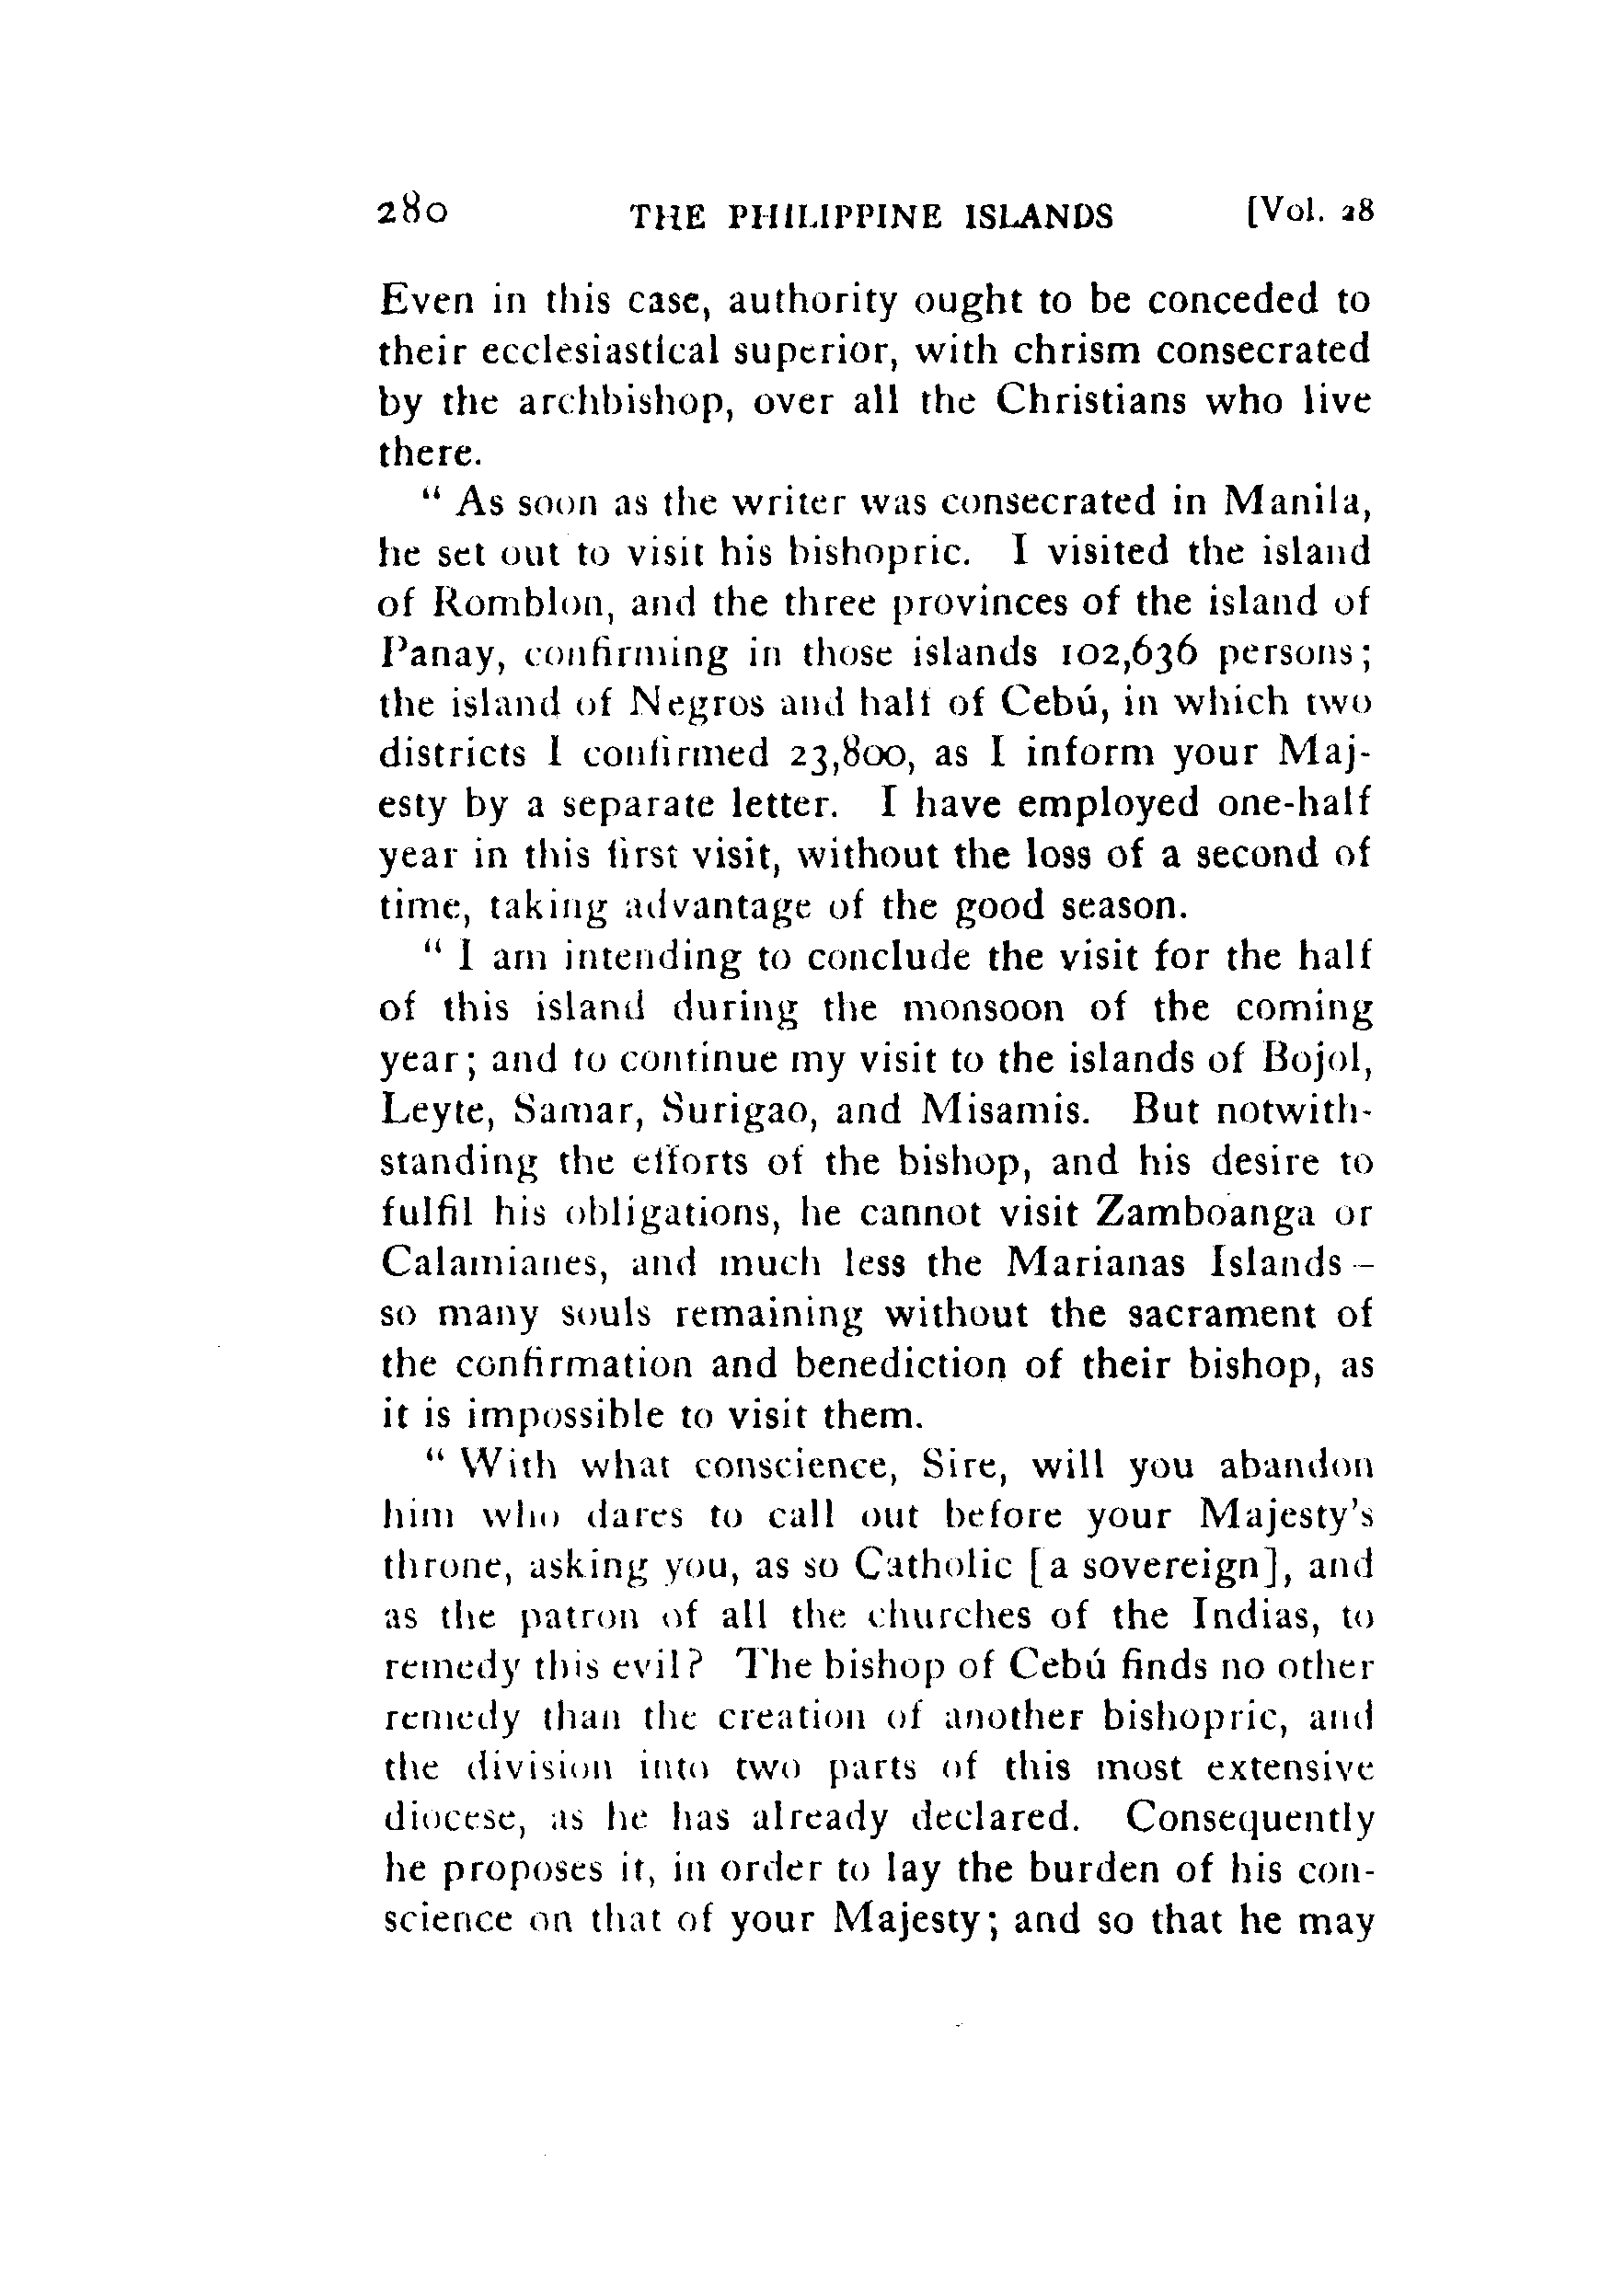 280 THE PHILIPPINE ISLANDS [Vol. 28
Even in this case, authority ought to be conceded to
their ecclesiastical superior, with chrism consecrated
by the archbishop, over all the Christians who live
there.
" As soon as the writer was consecrated in Manila,
he set out to visit his bishopric. I visited the island
of Romblon, and the three provinces of the island of
Panay, confirming in those islands 102,636 persons;
the island of Negros and half of Cebú, in which two
districts I confirmed 23,800, as I inform your Maj-
esty by a separate letter. I have employed one-half
year in this first visit, without the loss of a second of
time, taking advantage of the good season.
" I am intending to conclude the visit for the half
of this island during the monsoon of the coming
year; and to continue my visit to the islands of Bojol,
Leyte, Samar, Surigao, and Misamis. But notwith-
standing the efforts of the bishop, and his desire to
fulfil his obligations, he cannot visit Zamboanga or
Calamianes, and much less the Marianas Islands –
so many souls remaining without the sacrament of
the confirmation and benediction of their bishop, as
it is impossible to visit them.
" With what conscience, Sire, will you abandon
him who dares to call out before your Majesty's
throne, asking you, as so Catholic [a sovereign], and
as the patron of all the churches of the Indias, to
remedy this evil? The bishop of Cebú finds no other
remedy than the creation of another bishopric, and
the division into two parts of this most extensive
diocese, as he has already declared. Consequently
he proposes it, in order to lay the burden of his con-
science on that of your Majesty; and so that he may